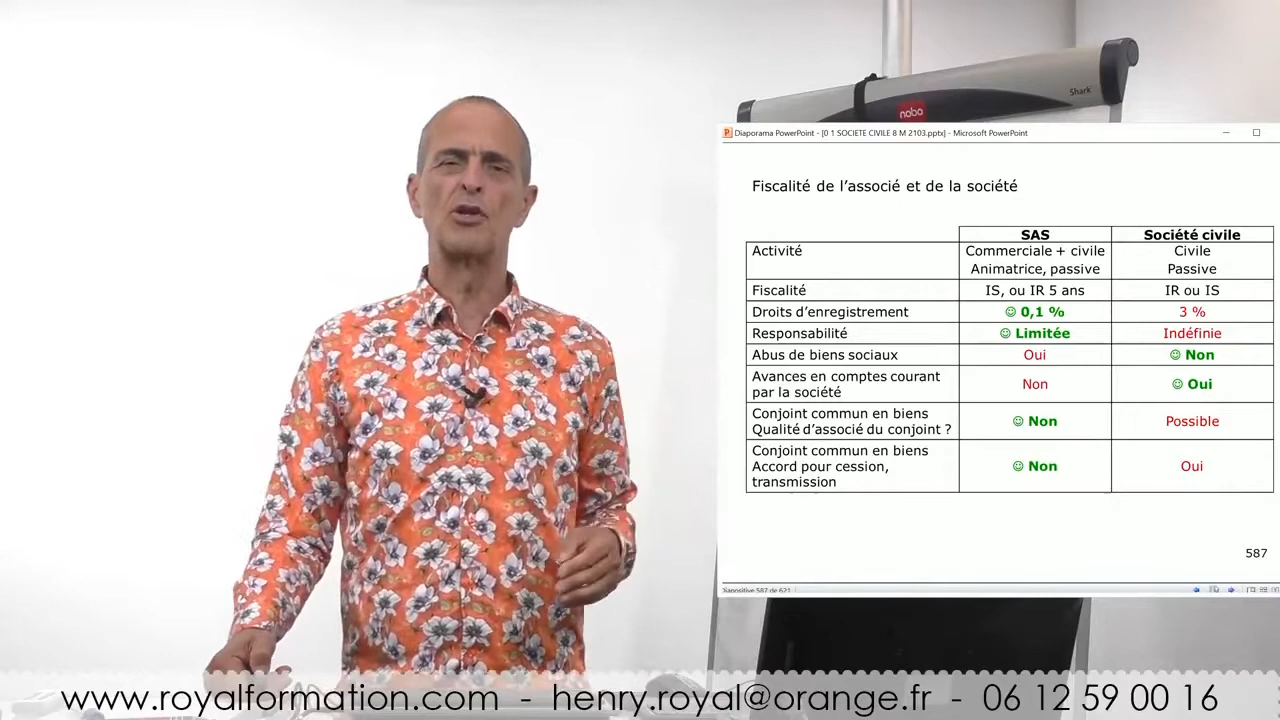 Shark
nobo
Diaporama PowerPoint - [0 1 SOCIETE CIVILE 8 M 2103.pptx] - Microsoft PowerPoint
Fiscalité de l’associé et de la société
SAS Société civile
Activité Commerciale + civile Civile
Animatrice, passive Passive
Fiscalité IS, ou IR 5 ans IR ou IS
Droits d’enregistrement ☺ 0,1 % 3 %
Responsabilité ☺ Limitée Indéfinie
Abus de biens sociaux Oui ☺ Non
Avances en comptes courant
par la société Non ☺ Oui
Conjoint commun en biens
Qualité d’associé du conjoint ? ☺ Non Possible
Conjoint commun en biens
Accord pour cession, ☺ Non Oui
transmission
587
Diapositive 587 de 621
www.royalformation.com - henry.royal@orange.fr - 06 12 59 00 16